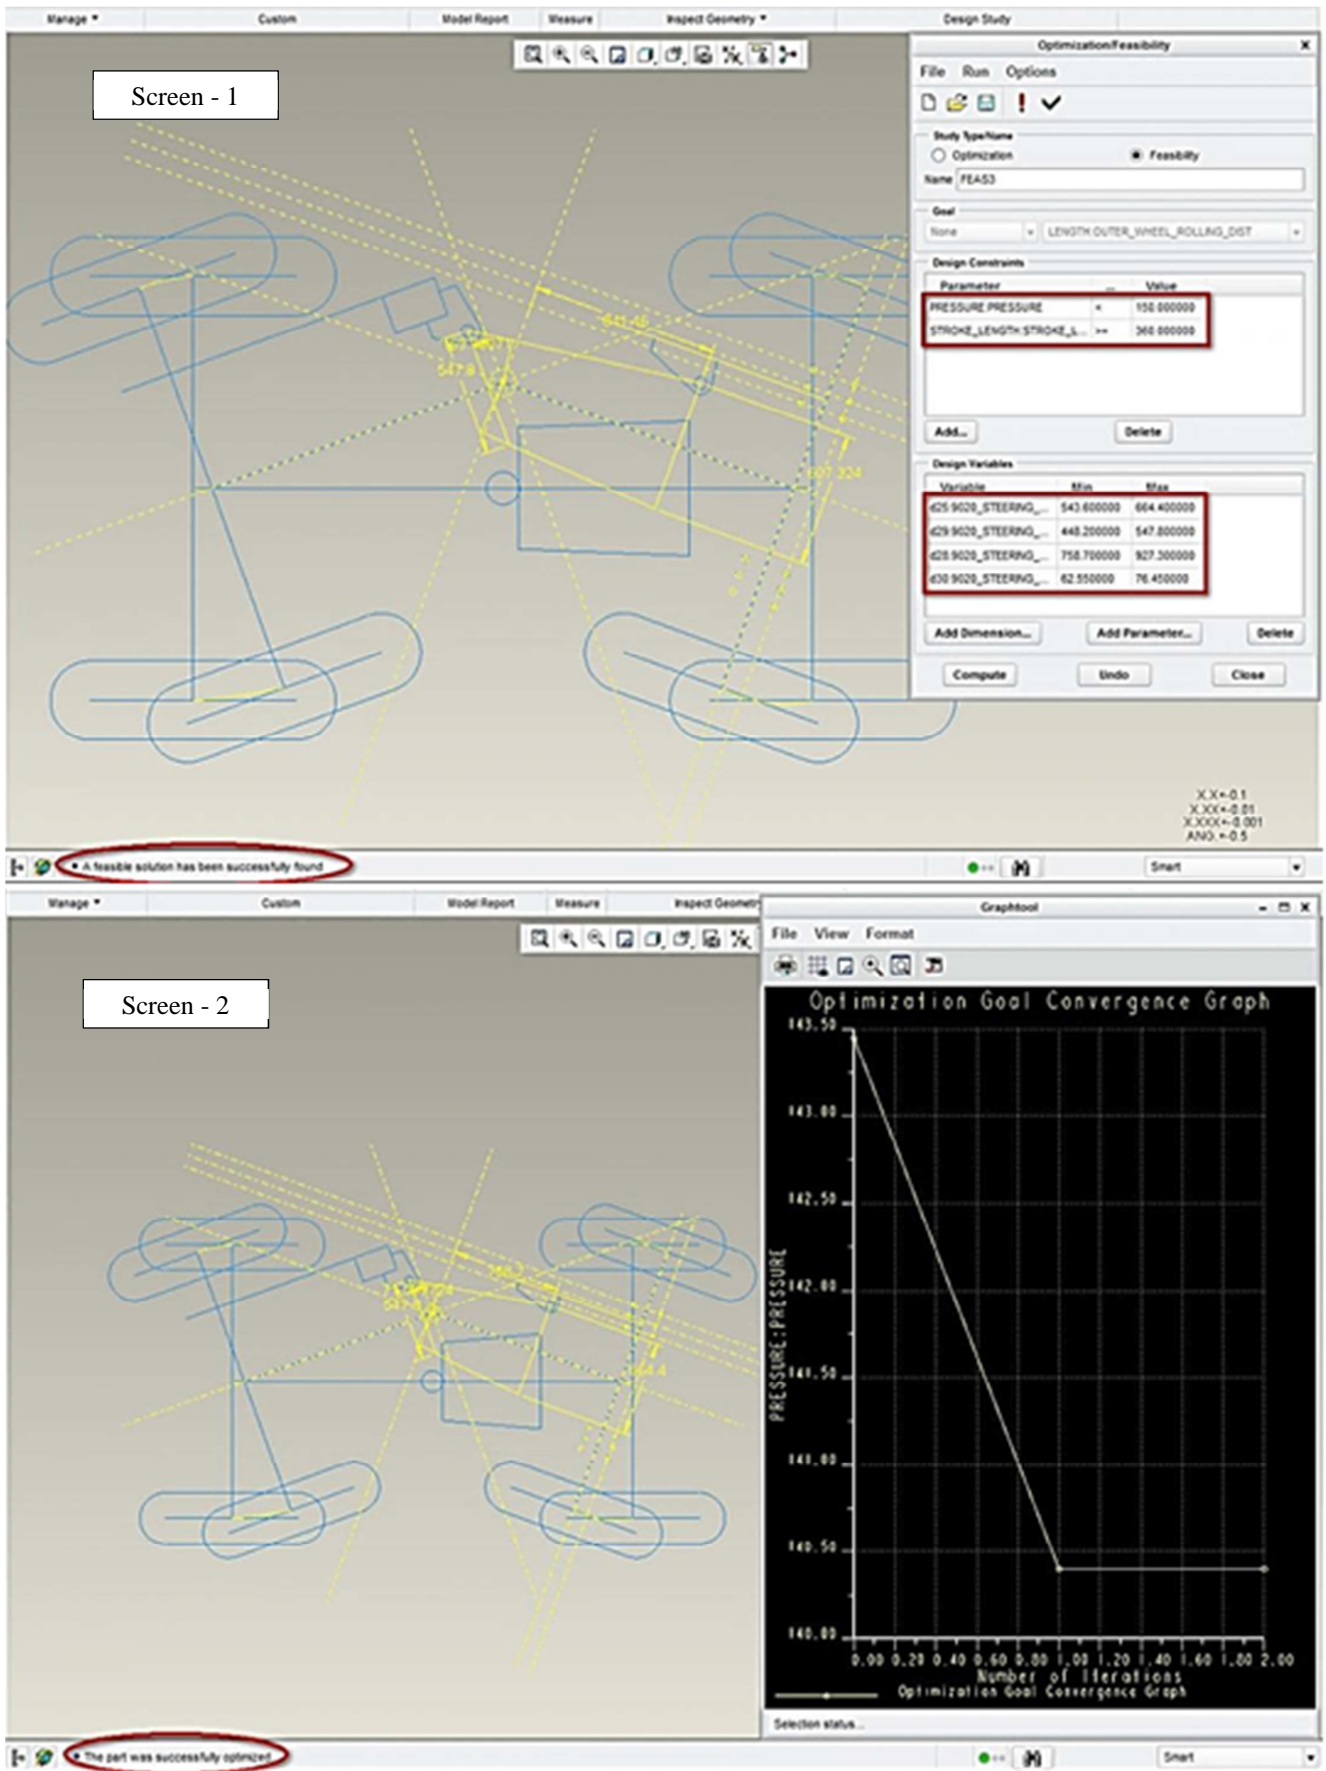 Manage Custom Model Report Measure Inspect Geometry Design Study
Screen - 1
Optimization/Feasibility X
File Run Options
Study Type/Name
Optimization Feasibility
Name FEAS3
Goal
None LENGTH:OUTER_WHEEL_ROLLING_DIST
Design Constraints
Parameter ... Value
PRESSURE:PRESSURE < 150.000000
STROKE_LENGTH:STROKE_L... >= 360.000000
Add... Delete
Design Variables
Variable Min Max
d25:9020_STEERING_... 543.600000 664.400000
d29:9020_STEERING_... 448.200000 547.800000
d28:9020_STEERING_... 758.700000 927.300000
d30:9020_STEERING_... 62.550000 76.450000
Add Dimension... Add Parameter... Delete
Compute Undo Close
547.8
X.X+-0.1
X.XX+-0.01
X.XXX+-0.001
ANG.+-0.5
A feasible solution has been successfully found
Smart
Manage Custom Model Report Measure Inspect Geometr
Screen - 2
Graphtool
File View Format
Optimization Goal Convergence Graph
143.50
143.00
142.50
142.00
141.50
141.00
140.50
140.00
PRESSURE:PRESSURE
0.00 0.20 0.40 0.60 0.80 1.00 1.20 1.40 1.60 1.80 2.00
Number of Iterations
Optimization Goal Convergence Graph
Selection status...
The part was successfully optimized
Smart